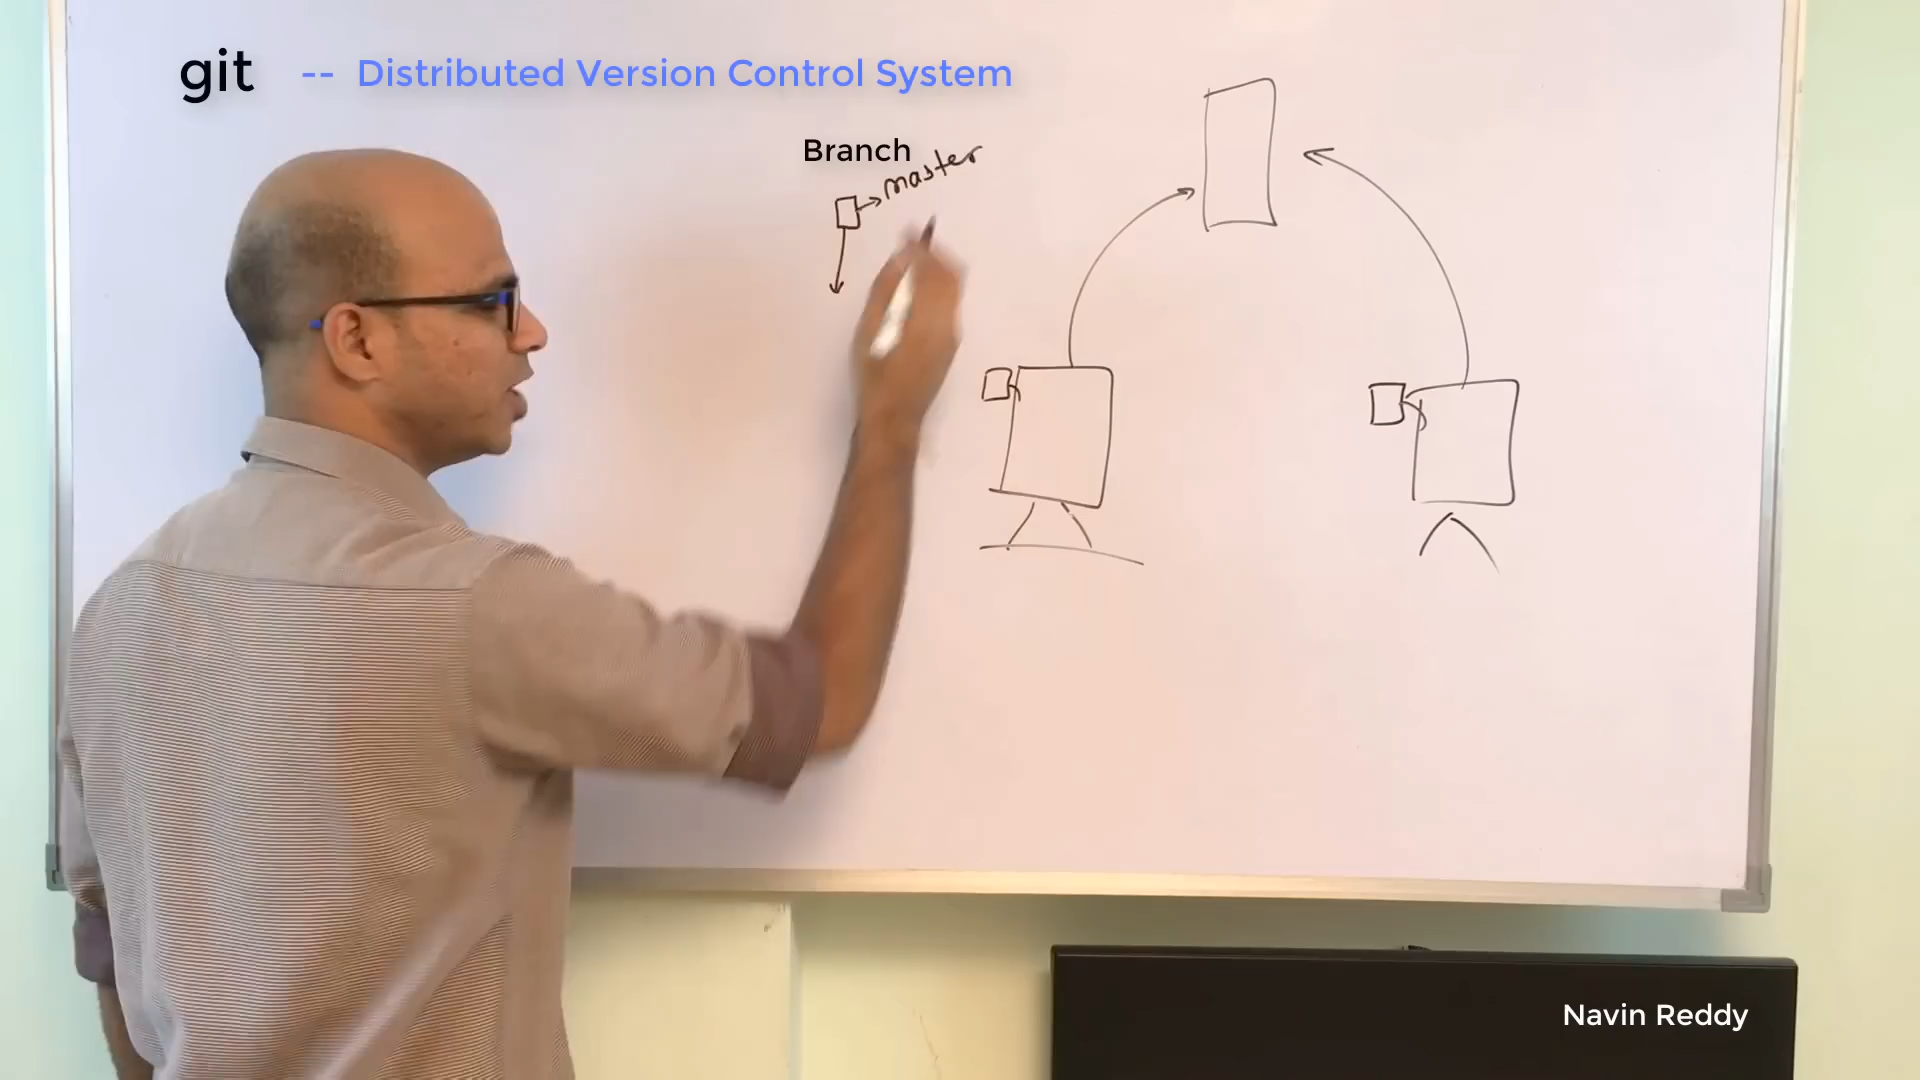 git -- Distributed Version Control System
Branch
master
Navin Reddy